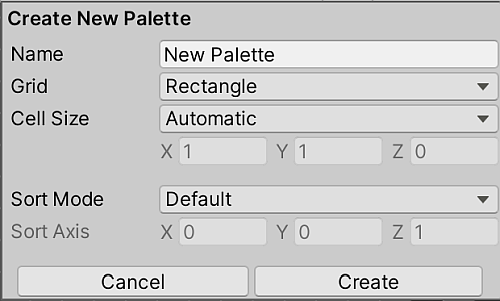 Create New Palette
Name New Palette
Grid Rectangle
Cell Size Automatic
X 1 Y 1 Z 0
Sort Mode Default
Sort Axis X 0 Y 0 Z 1
Cancel Create